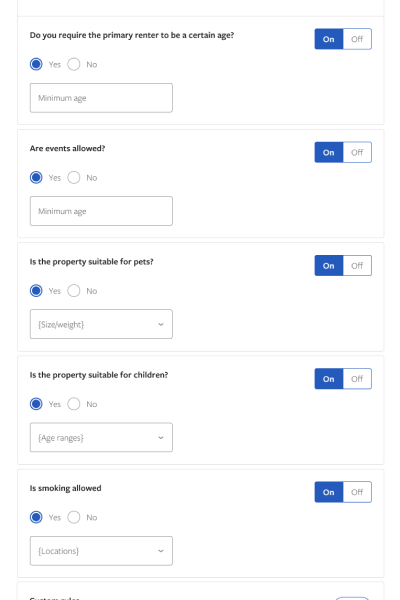 Do you require the primary renter to be a certain age?
On Off
Yes No
Minimum age
Are events allowed?
On Off
Yes No
Minimum age
Is the property suitable for pets?
On Off
Yes No
{Size/weight}
Is the property suitable for children?
On Off
Yes No
{Age ranges}
Is smoking allowed
On Off
Yes No
{Locations}
Custom rules